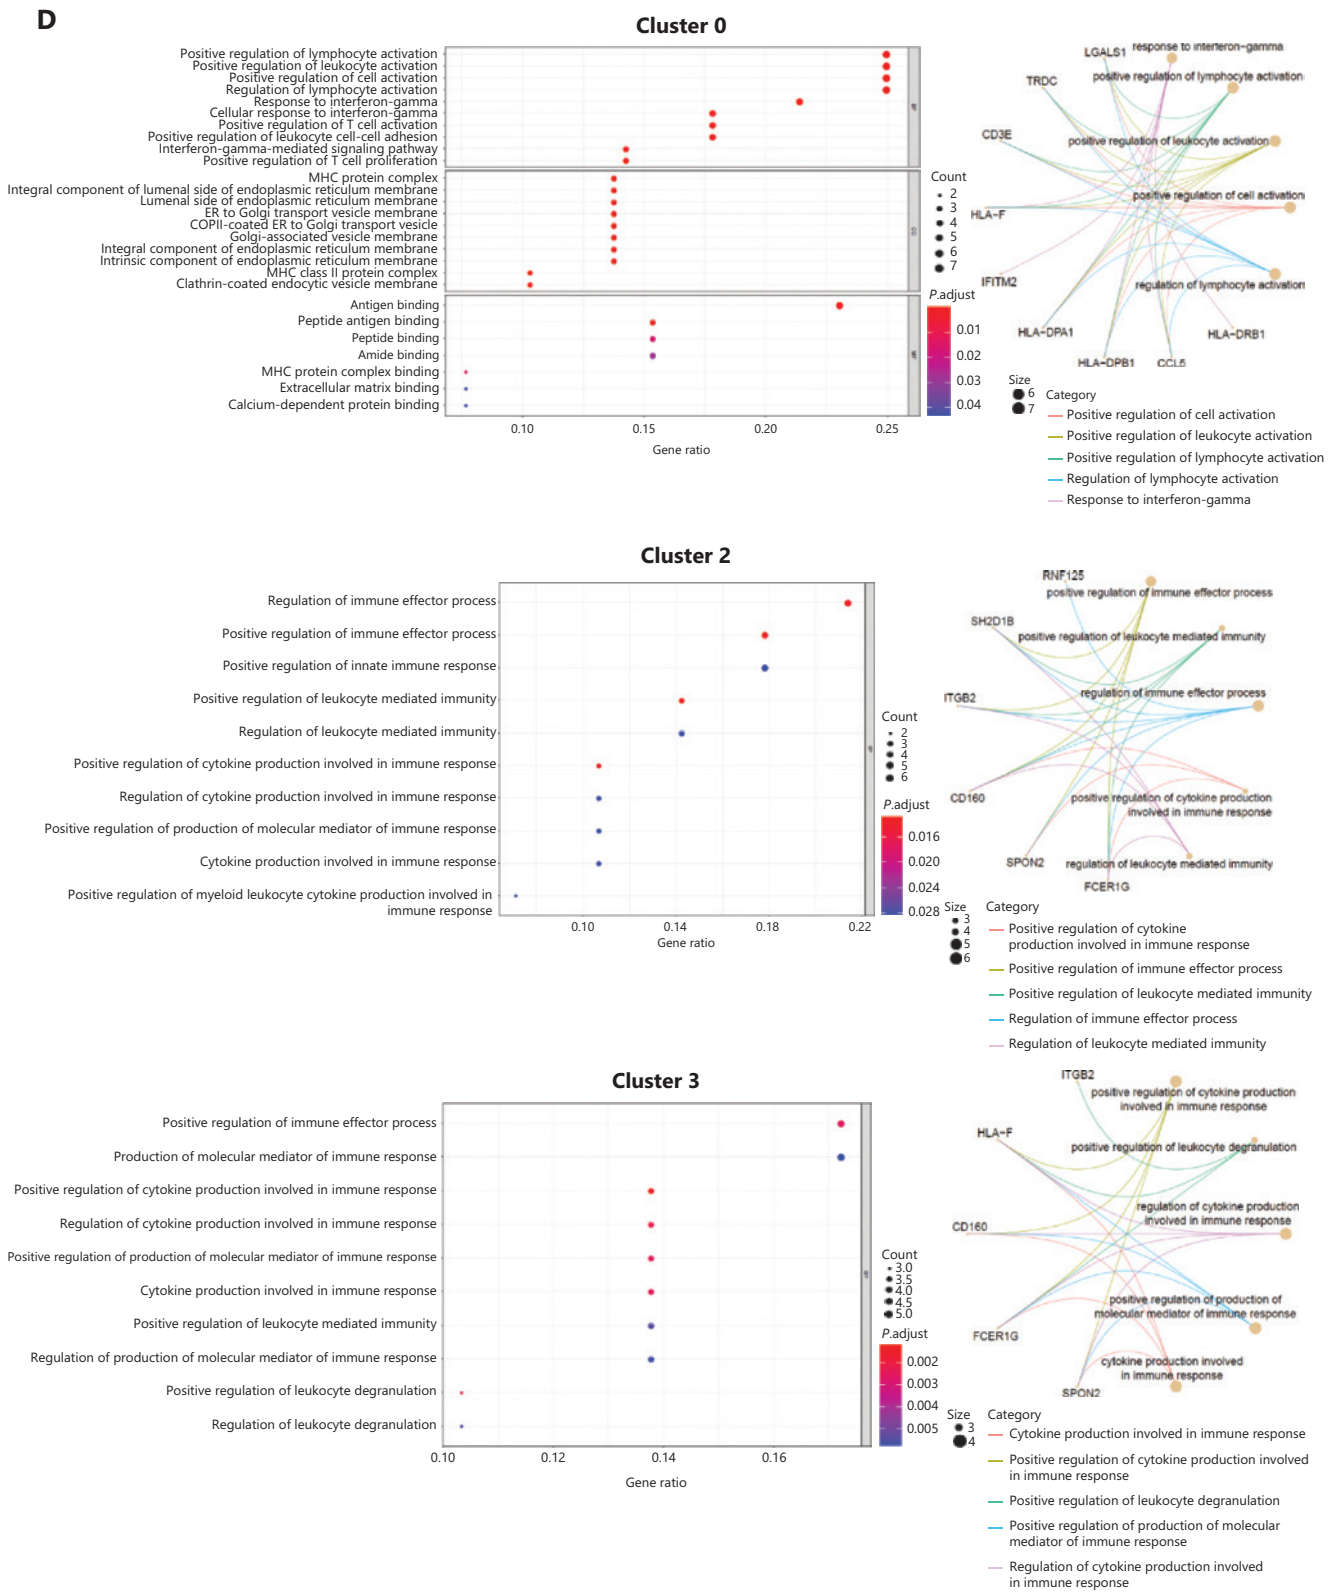 D
Cluster 0
Positive regulation of lymphocyte activation
Positive regulation of leukocyte activation
Positive regulation of cell activation
Regulation of lymphocyte activation
Response to interferon-gamma
Cellular response to interferon-gamma
Positive regulation of T cell activation
Positive regulation of leukocyte cell-cell adhesion
Interferon-gamma-mediated signaling pathway
Positive regulation of T cell proliferation
MHC protein complex
Integral component of lumenal side of endoplasmic reticulum membrane
Lumenal side of endoplasmic reticulum membrane
ER to Golgi transport vesicle membrane
COPII-coated ER to Golgi transport vesicle
Golgi-associated vesicle membrane
Integral component of endoplasmic reticulum membrane
Intrinsic component of endoplasmic reticulum membrane
MHC class II protein complex
Clathrin-coated endocytic vesicle membrane
Antigen binding
Peptide antigen binding
Peptide binding
Amide binding
MHC protein complex binding
Extracellular matrix binding
Calcium-dependent protein binding
0.10 0.15 0.20 0.25
Gene ratio
BP
CC
MF
Count
2
3
4
5
6
7
P.adjust
0.01
0.02
0.03
0.04
LGALS1 response to interferon-gamma
TRDC positive regulation of lymphocyte activation
CD3E positive regulation of leukocyte activation
positive regulation of cell activation
HLA-F
IFITM2 regulation of lymphocyte activation
HLA-DPA1 HLA-DRB1
HLA-DPB1 CCL5
Size
6
7
Category
Positive regulation of cell activation
Positive regulation of leukocyte activation
Positive regulation of lymphocyte activation
Regulation of lymphocyte activation
Response to interferon-gamma
Cluster 2
Regulation of immune effector process
Positive regulation of immune effector process
Positive regulation of innate immune response
Positive regulation of leukocyte mediated immunity
Regulation of leukocyte mediated immunity
Positive regulation of cytokine production involved in immune response
Regulation of cytokine production involved in immune response
Positive regulation of production of molecular mediator of immune response
Cytokine production involved in immune response
Positive regulation of myeloid leukocyte cytokine production involved in
immune response
0.10 0.14 0.18 0.22
Gene ratio
Count
2
3
4
5
6
P.adjust
0.016
0.020
0.024
0.028
RNF125
positive regulation of immune effector process
SH2D1B
positive regulation of leukocyte mediated immunity
ITGB2 regulation of immune effector process
CD160 positive regulation of cytokine production
involved in immune response
SPON2 regulation of leukocyte mediated immunity
FCER1G
Size
3
4
5
6
Category
Positive regulation of cytokine
production involved in immune response
Positive regulation of immune effector process
Positive regulation of leukocyte mediated immunity
Regulation of immune effector process
Regulation of leukocyte mediated immunity
Cluster 3
Positive regulation of immune effector process
Production of molecular mediator of immune response
Positive regulation of cytokine production involved in immune response
Regulation of cytokine production involved in immune response
Positive regulation of production of molecular mediator of immune response
Cytokine production involved in immune response
Positive regulation of leukocyte mediated immunity
Regulation of production of molecular mediator of immune response
Positive regulation of leukocyte degranulation
Regulation of leukocyte degranulation
0.10 0.12 0.14 0.16
Gene ratio
Count
3.0
3.5
4.0
4.5
5.0
P.adjust
0.002
0.003
0.004
0.005
ITGB2
positive regulation of cytokine production
involved in immune response
HLA-F
positive regulation of leukocyte degranulation
regulation of cytokine production
involved in immune response
CD160
positive regulation of production of
molecular mediator of immune response
FCER1G
cytokine production involved
in immune response
SPON2
Size
3
4
Category
Cytokine production involved in immune response
Positive regulation of cytokine production involved
in immune response
Positive regulation of leukocyte degranulation
Positive regulation of production of molecular
mediator of immune response
Regulation of cytokine production involved
in immune response